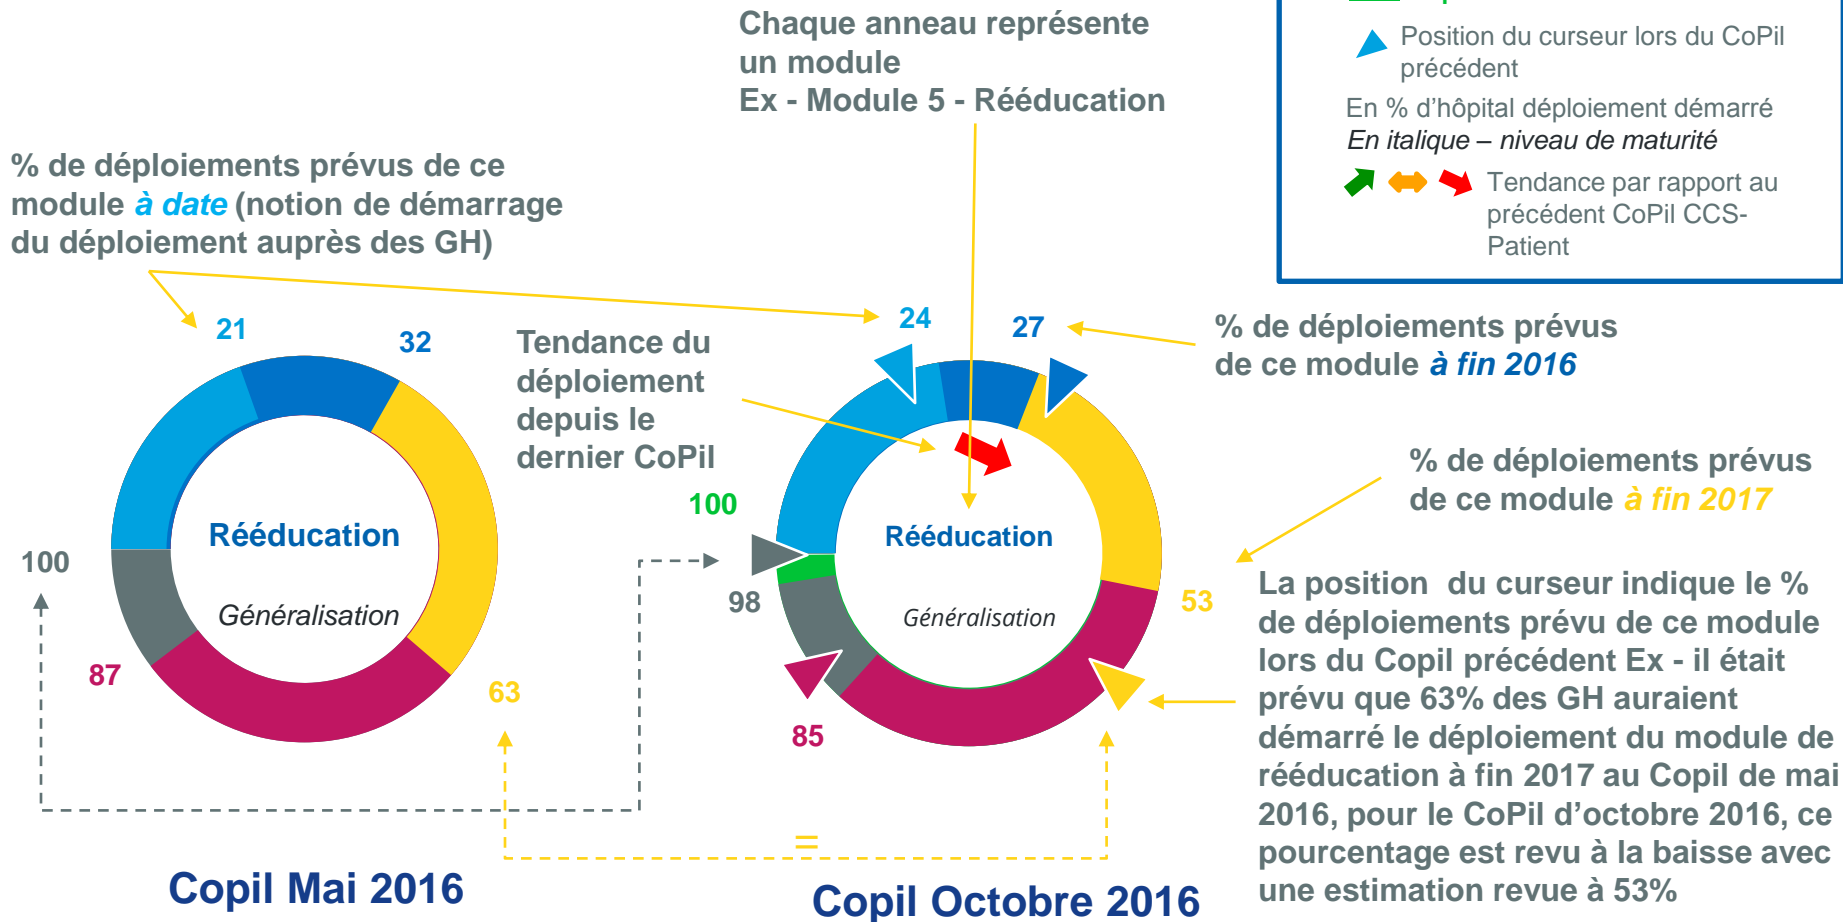 Chaque anneau représente
un module
Ex - Module 5 - Rééducation
Position du curseur lors du CoPil
précédent
En % d’hôpital déploiement démarré
En italique – niveau de maturité
Tendance par rapport au
précédent CoPil CCS-
Patient
% de déploiements prévus de ce
module à date (notion de démarrage
du déploiement auprès des GH)
21
32
Tendance du
déploiement
depuis le
dernier CoPil
24
27
% de déploiements prévus
de ce module à fin 2016
% de déploiements prévus
de ce module à fin 2017
100
Rééducation
Généralisation
87
63
100
98
Rééducation
Généralisation
85
53
La position du curseur indique le %
de déploiements prévu de ce module
lors du Copil précédent Ex - il était
prévu que 63% des GH auraient
démarré le déploiement du module de
rééducation à fin 2017 au Copil de mai
2016, pour le CoPil d’octobre 2016, ce
pourcentage est revu à la baisse avec
une estimation revue à 53%
=
Copil Mai 2016
Copil Octobre 2016